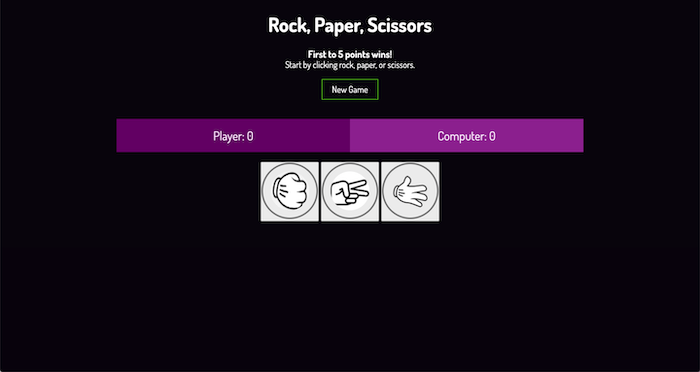 Rock, Paper, Scissors
First to 5 points wins!
Start by clicking rock, paper, or scissors.
New Game
Player: 0
Computer: 0